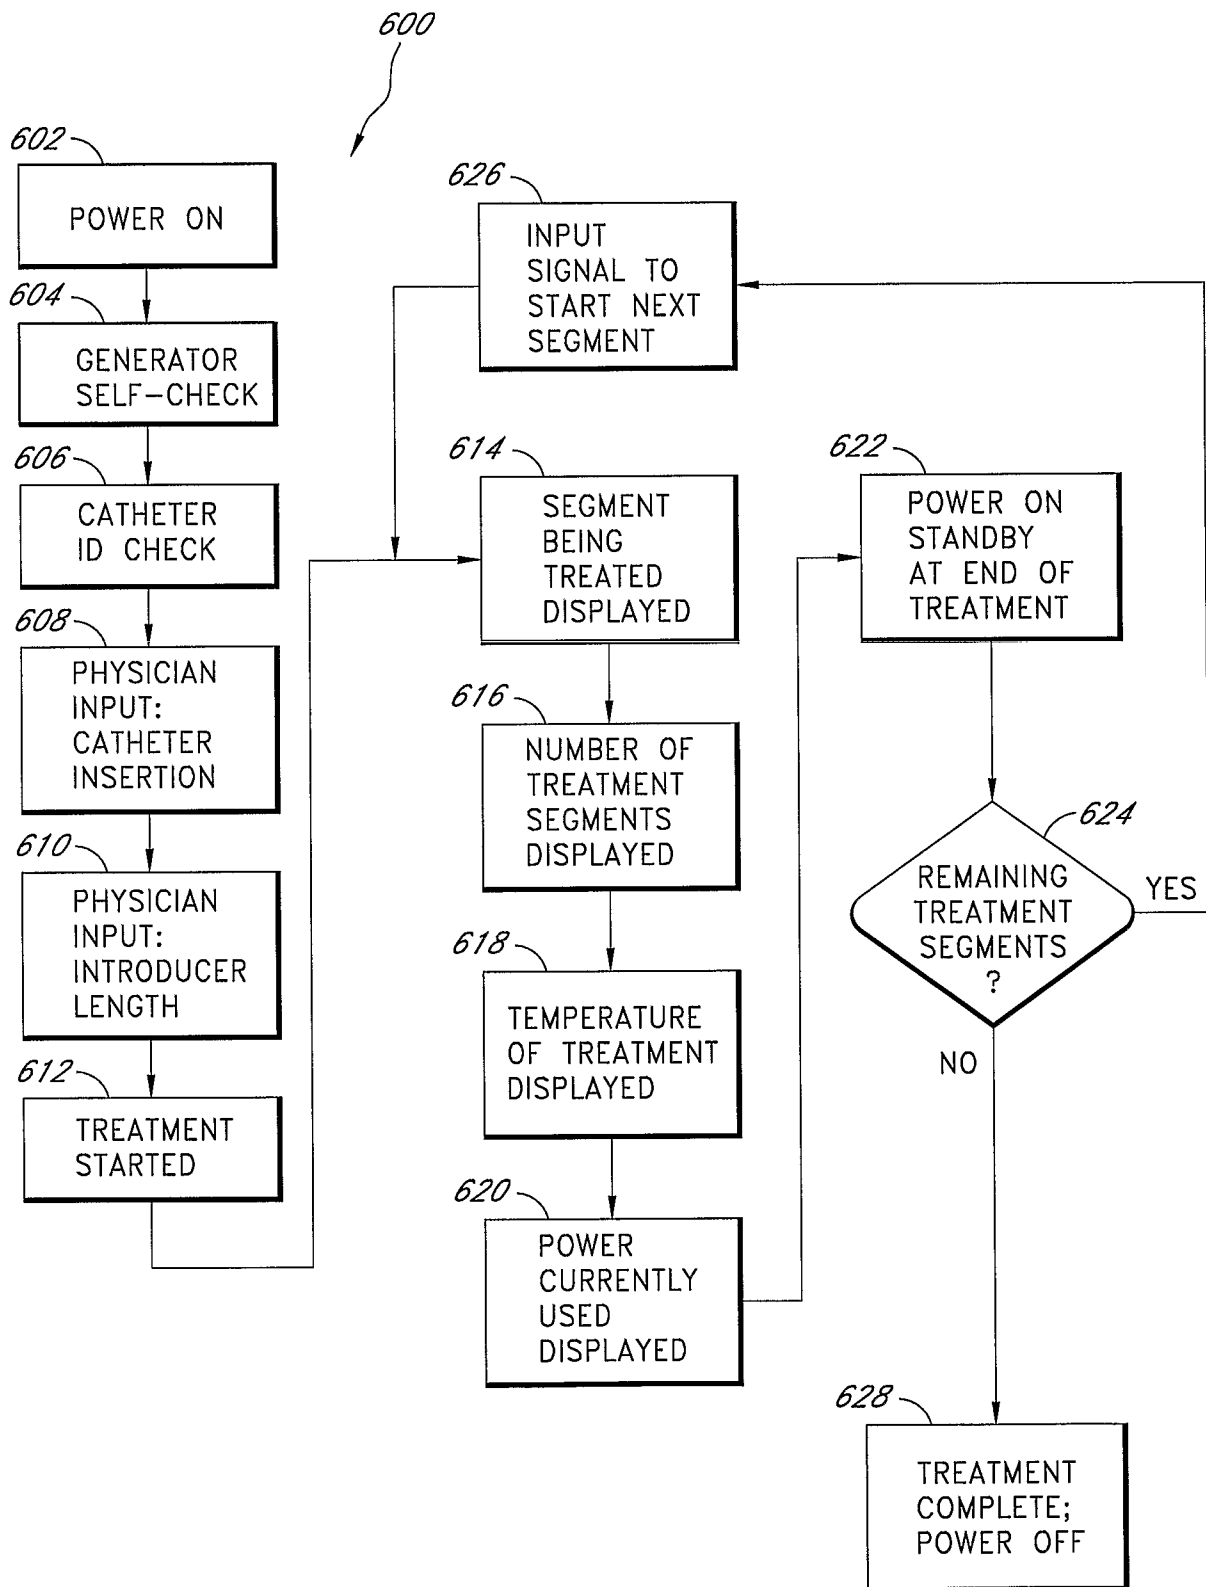 600
602
POWER ON
604
GENERATOR
SELF-CHECK
606
CATHETER
ID CHECK
608
PHYSICIAN
INPUT:
CATHETER
INSERTION
610
PHYSICIAN
INPUT:
INTRODUCER
LENGTH
612
TREATMENT
STARTED
626
INPUT
SIGNAL TO
START NEXT
SEGMENT
614
SEGMENT
BEING
TREATED
DISPLAYED
616
NUMBER OF
TREATMENT
SEGMENTS
DISPLAYED
618
TEMPERATURE
OF TREATMENT
DISPLAYED
620
POWER
CURRENTLY
USED
DISPLAYED
622
POWER ON
STANDBY
AT END OF
TREATMENT
624
REMAINING
TREATMENT
SEGMENTS
?
YES
NO
628
TREATMENT
COMPLETE;
POWER OFF